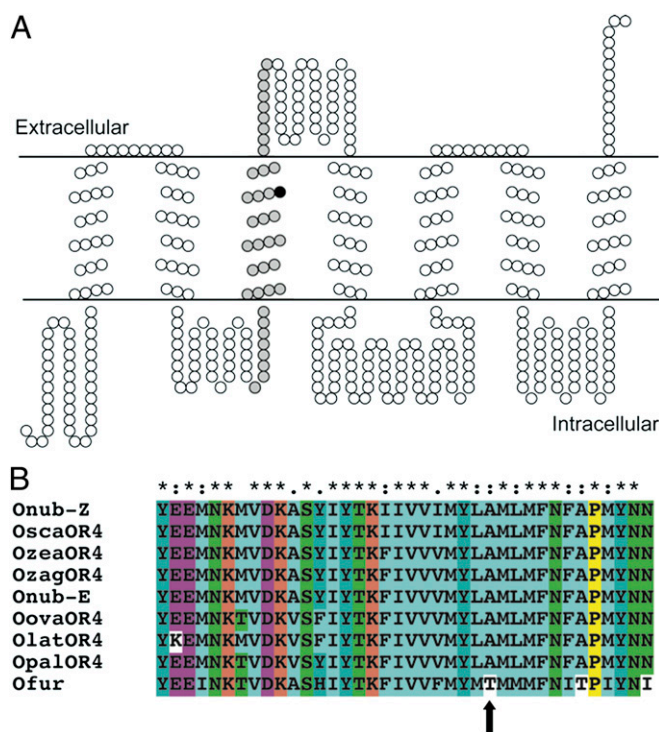 A
Extracellular
Intracellular
B
*:*:** ***.*.****:***.**::*:***::*:**
Onub-Z YEEMNKMVDKASYIYTKIIVVIMYLAMLMFNFAPMYNN
OscaOR4 YEEMNKMVDKASYIYTKIIVVIMYLAMLMFNFAPMYNN
OzeaOR4 YEEMNKMVDKASYIYTKFIVVVMYLAMLMFNFAPMYNN
OzagOR4 YEEMNKMVDKASYIYTKFIVVVMYLAMLMFNFAPMYNN
Onub-E YEEMNKMVDKASYIYTKFIVVVMYLAMLMFNFAPMYNN
OovaOR4 YEEMNKTVDKVSFIYTKFIVVVMYLAMLMFNFAPMYNN
OlatOR4 YKEMNKMVDKVSFIYTKFIVVVMYLAMLMFNFAPMYNN
OpalOR4 YEEMNKTVDKVSYIYTKFIVVVMYLAMLMFNFAPMYNN
Ofur YEEINKTVDKASHIYTKFIVVFMYMTMMMFNITPIYNI